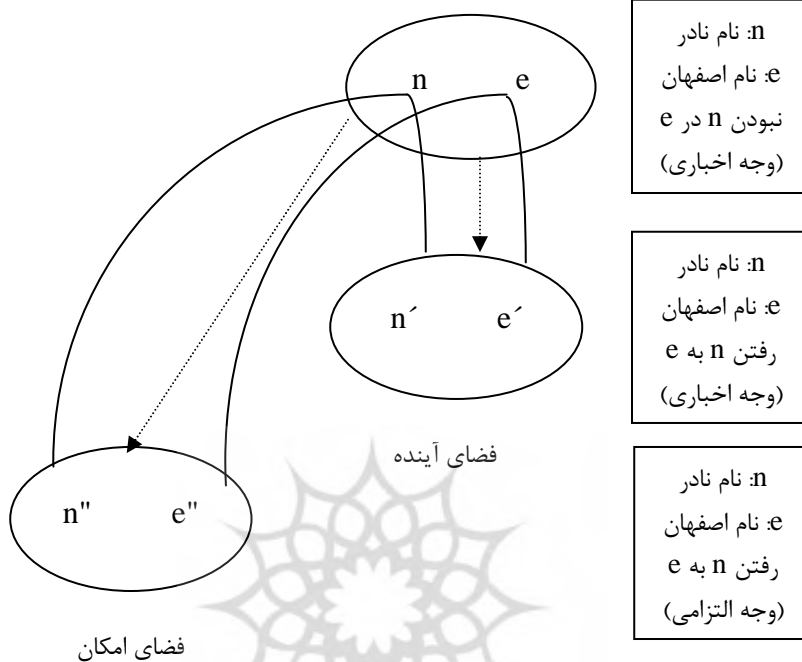 n: نام نادر
e: نام اصفهان
نبودن n در e
(وجه اخباری)
n e
n: نام نادر
e: نام اصفهان
رفتن n به e
(وجه اخباری)
n´ e´
فضای آینده
n: نام نادر
e: نام اصفهان
رفتن n به e
(وجه التزامی)
n" e"
فضای امکان